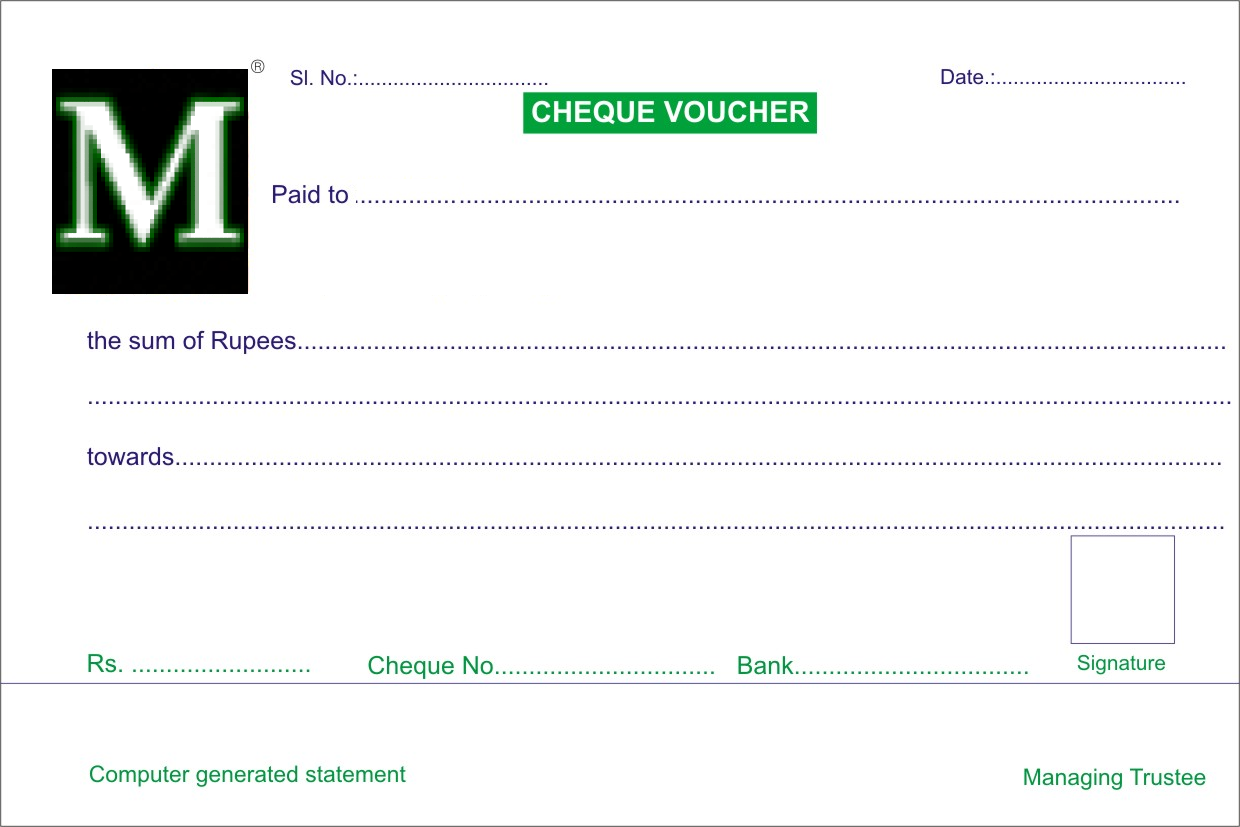 M ®
Sl. No.:................................. Date.:.................................
CHEQUE VOUCHER
Paid to ........................................................................................................................
the sum of Rupees......................................................................................................................................
.....................................................................................................................................................................
towards.......................................................................................................................................................
....................................................................................................................................................................
Rs. .......................... Cheque No................................ Bank.................................. Signature
Computer generated statement Managing Trustee